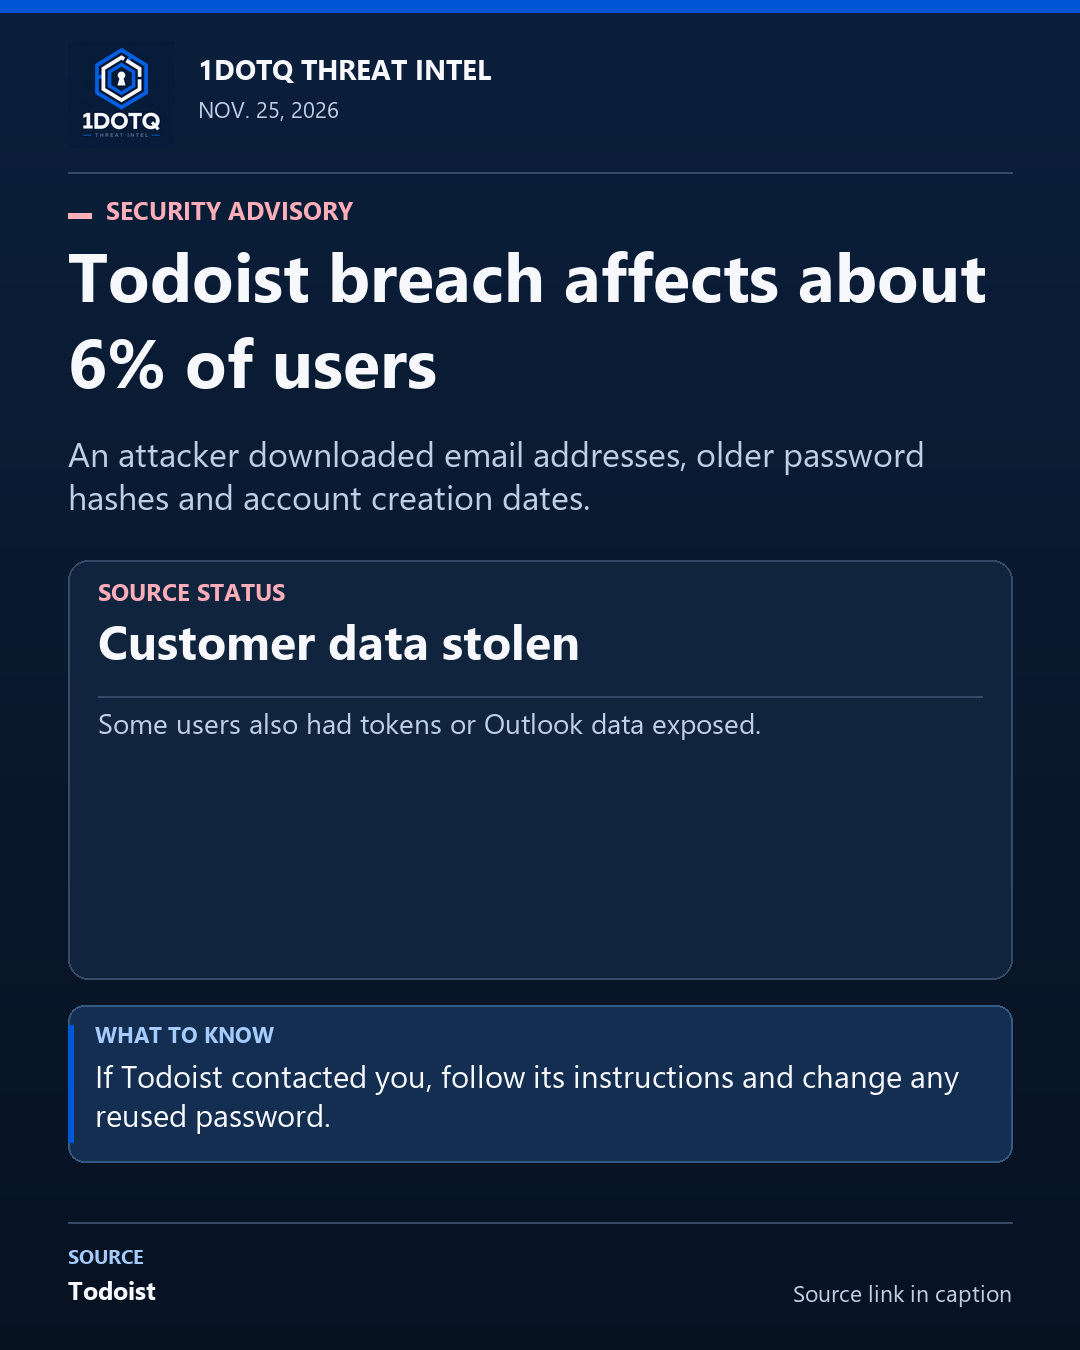 1DOTQ
THREAT INTEL
1DOTQ THREAT INTEL
NOV. 25, 2026
SECURITY ADVISORY
Todoist breach affects about
6% of users
An attacker downloaded email addresses, older password
hashes and account creation dates.
SOURCE STATUS
Customer data stolen
Some users also had tokens or Outlook data exposed.
WHAT TO KNOW
If Todoist contacted you, follow its instructions and change any
reused password.
SOURCE
Todoist
Source link in caption